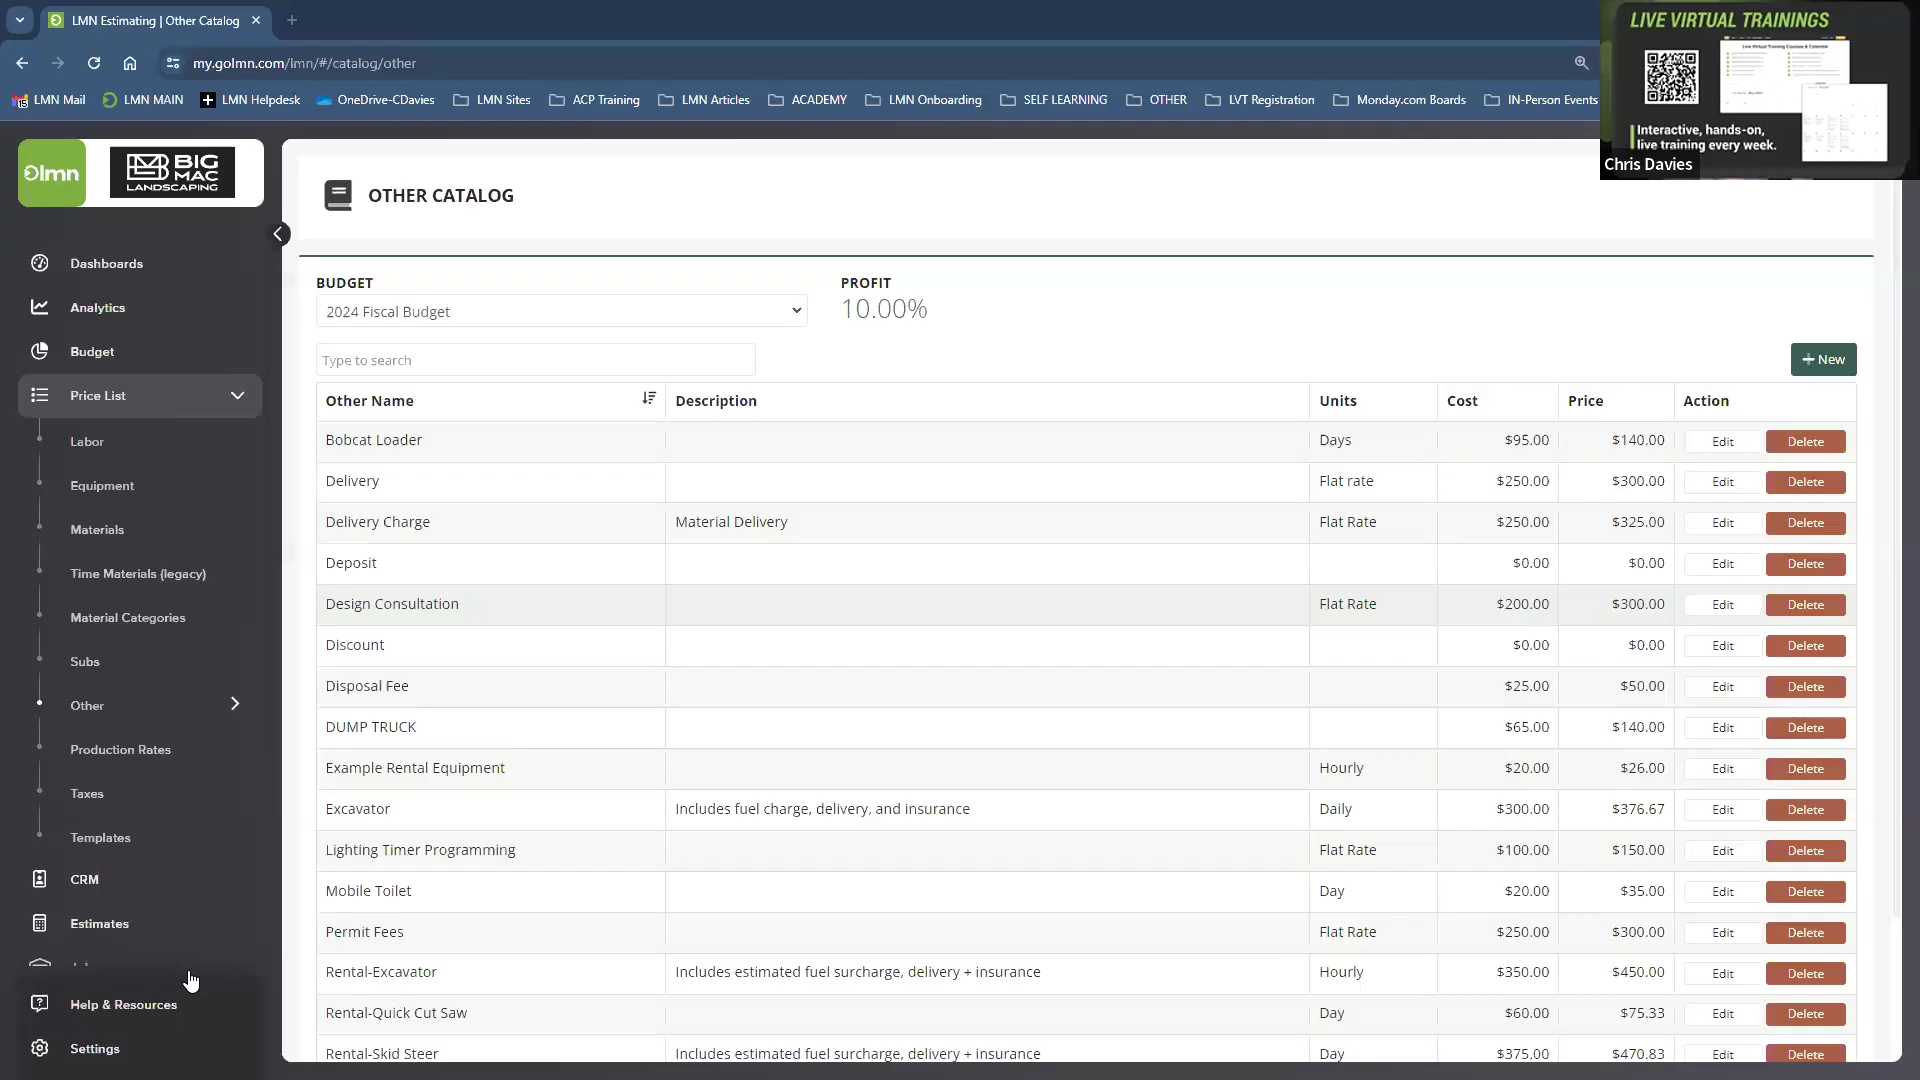 LMN Estimating | Other Catalog
my.golmn.com/lmn/#/catalog/other
LMN Mail
LMN MAIN
LMN Helpdesk
OneDrive-CDavies
LMN Sites
ACP Training
LMN Articles
ACADEMY
LMN Onboarding
SELF LEARNING
OTHER
LVT Registration
Monday.com Boards
IN-Person Events
LIVE VIRTUAL TRAININGS
Interactive, hands-on,
live training every week.
Chris Davies
lmn
BIG
MAC
LANDSCAPING
Dashboards
Analytics
Budget
Price List
Labor
Equipment
Materials
Time Materials (legacy)
Material Categories
Subs
Other
Production Rates
Taxes
Templates
CRM
Estimates
Help & Resources
Settings
OTHER CATALOG
BUDGET
2024 Fiscal Budget
PROFIT
10.00%
Type to search
+ New
Other Name Description Units Cost Price Action
Bobcat Loader Days $95.00 $140.00 Edit Delete
Delivery Flat rate $250.00 $300.00 Edit Delete
Delivery Charge Material Delivery Flat Rate $250.00 $325.00 Edit Delete
Deposit $0.00 $0.00 Edit Delete
Design Consultation Flat Rate $200.00 $300.00 Edit Delete
Discount $0.00 $0.00 Edit Delete
Disposal Fee $25.00 $50.00 Edit Delete
DUMP TRUCK $65.00 $140.00 Edit Delete
Example Rental Equipment Hourly $20.00 $26.00 Edit Delete
Excavator Includes fuel charge, delivery, and insurance Daily $300.00 $376.67 Edit Delete
Lighting Timer Programming Flat Rate $100.00 $150.00 Edit Delete
Mobile Toilet Day $20.00 $35.00 Edit Delete
Permit Fees Flat Rate $250.00 $300.00 Edit Delete
Rental-Excavator Includes estimated fuel surcharge, delivery + insurance Hourly $350.00 $450.00 Edit Delete
Rental-Quick Cut Saw Day $60.00 $75.33 Edit Delete
Rental-Skid Steer Includes estimated fuel surcharge, delivery + insurance Day $375.00 $470.83 Edit Delete